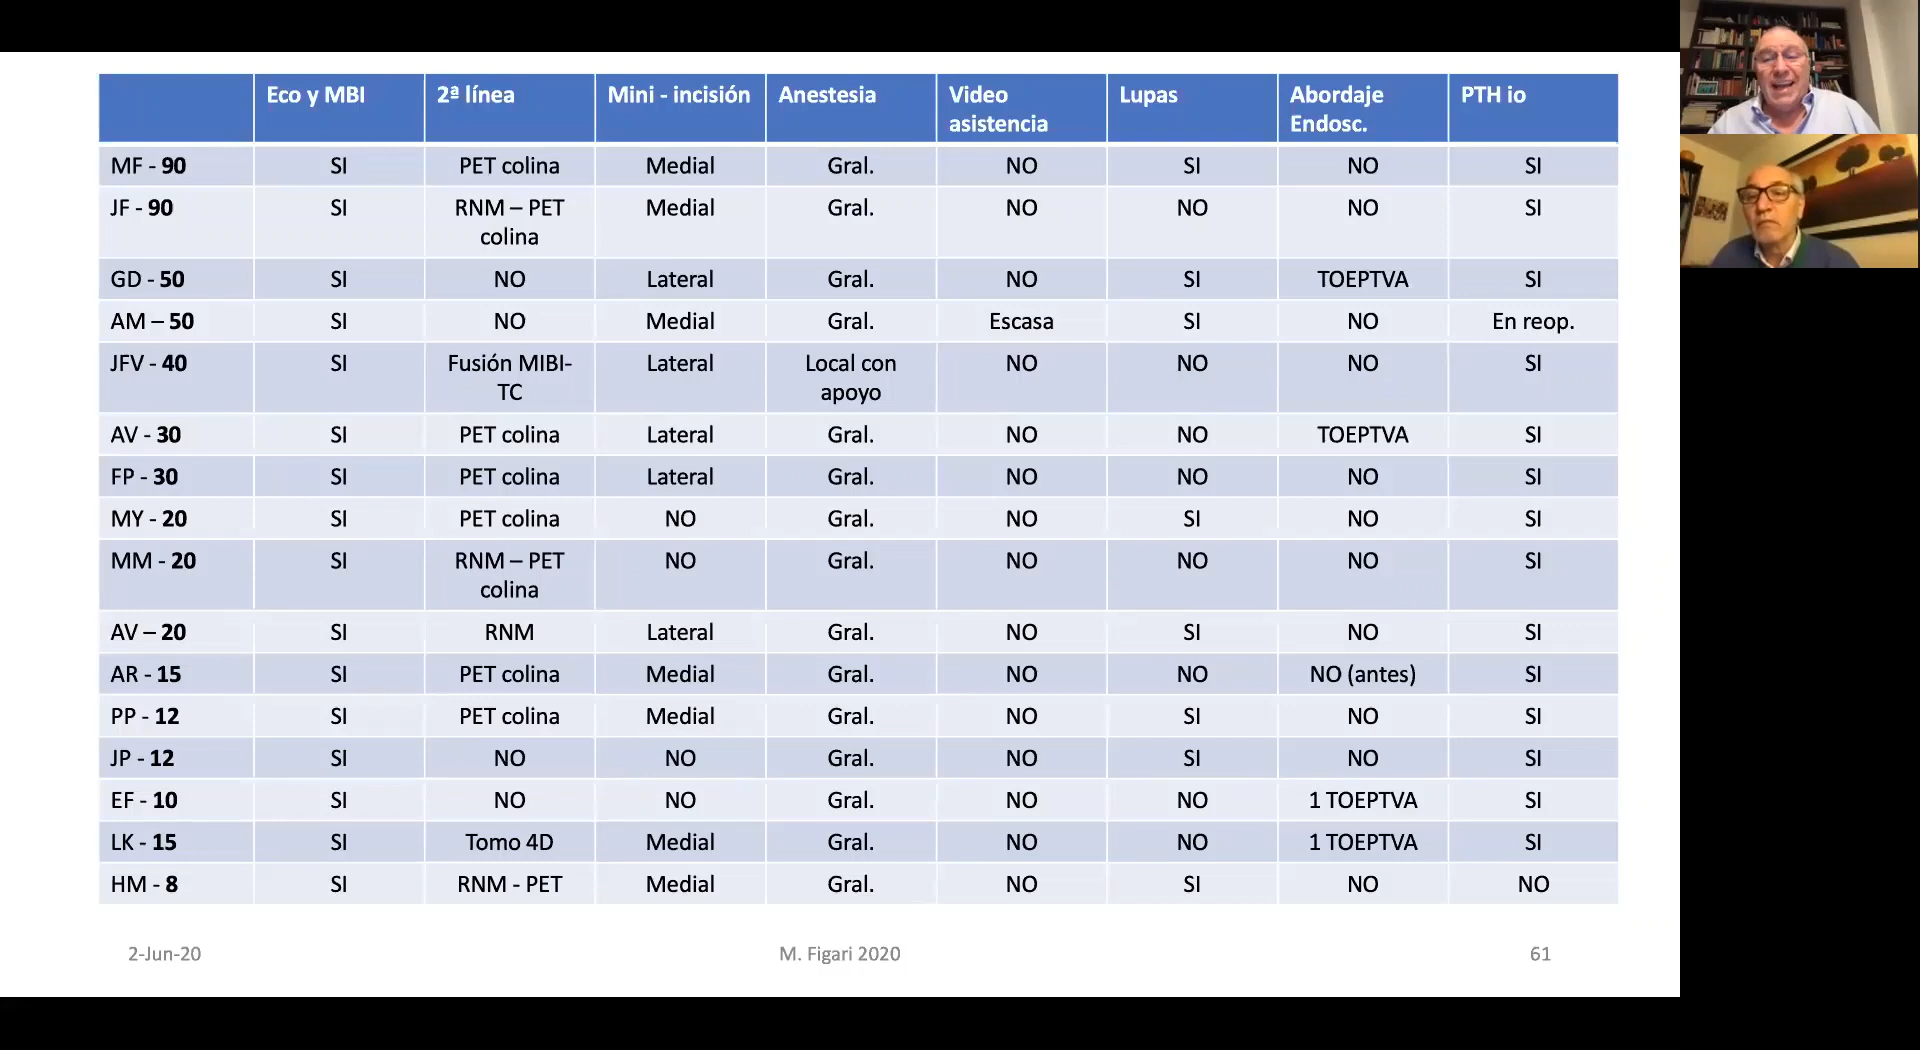 Eco y MBI 2ª línea Mini - incisión Anestesia Video Lupas Abordaje PTH io
asistencia Endosc.
MF - 90 SI PET colina Medial Gral. NO SI NO SI
JF - 90 SI RNM – PET Medial Gral. NO NO NO SI
colina
GD - 50 SI NO Lateral Gral. NO SI TOEPTVA SI
AM – 50 SI NO Medial Gral. Escasa SI NO En reop.
JFV - 40 SI Fusión MIBI- Lateral Local con NO NO NO SI
TC apoyo
AV - 30 SI PET colina Lateral Gral. NO NO TOEPTVA SI
FP - 30 SI PET colina Lateral Gral. NO NO NO SI
MY - 20 SI PET colina NO Gral. NO SI NO SI
MM - 20 SI RNM – PET NO Gral. NO NO NO SI
colina
AV – 20 SI RNM Lateral Gral. NO SI NO SI
AR - 15 SI PET colina Medial Gral. NO NO NO (antes) SI
PP - 12 SI PET colina Medial Gral. NO SI NO SI
JP - 12 SI NO NO Gral. NO SI NO SI
EF - 10 SI NO NO Gral. NO NO 1 TOEPTVA SI
LK - 15 SI Tomo 4D Medial Gral. NO NO 1 TOEPTVA SI
HM - 8 SI RNM - PET Medial Gral. NO SI NO NO
2-Jun-20 M. Figari 2020 61